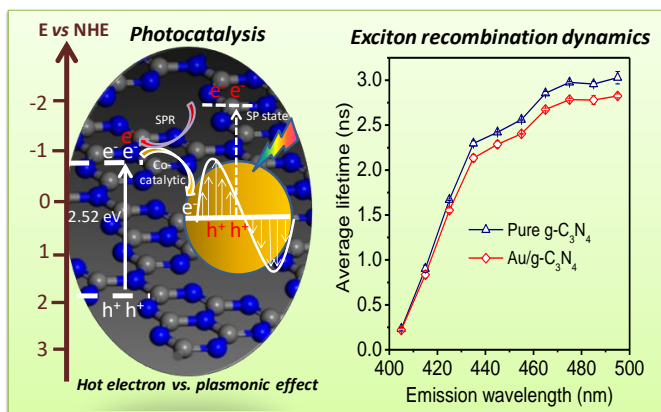 E vs NHE
Photocatalysis
-2
-1
0
1
2
3
e⁻ e⁻
SP state
SPR
e⁻
e⁻ e⁻
Co-
catalytic
2.52 eV
e⁻
h⁺ h⁺
h⁺ h⁺
Hot electron vs. plasmonic effect
Exciton recombination dynamics
Average lifetime (ns)
3.0
2.5
2.0
1.5
1.0
0.5
0.0
Pure g-C₃N₄
Au/g-C₃N₄
400 420 440 460 480 500
Emission wavelength (nm)